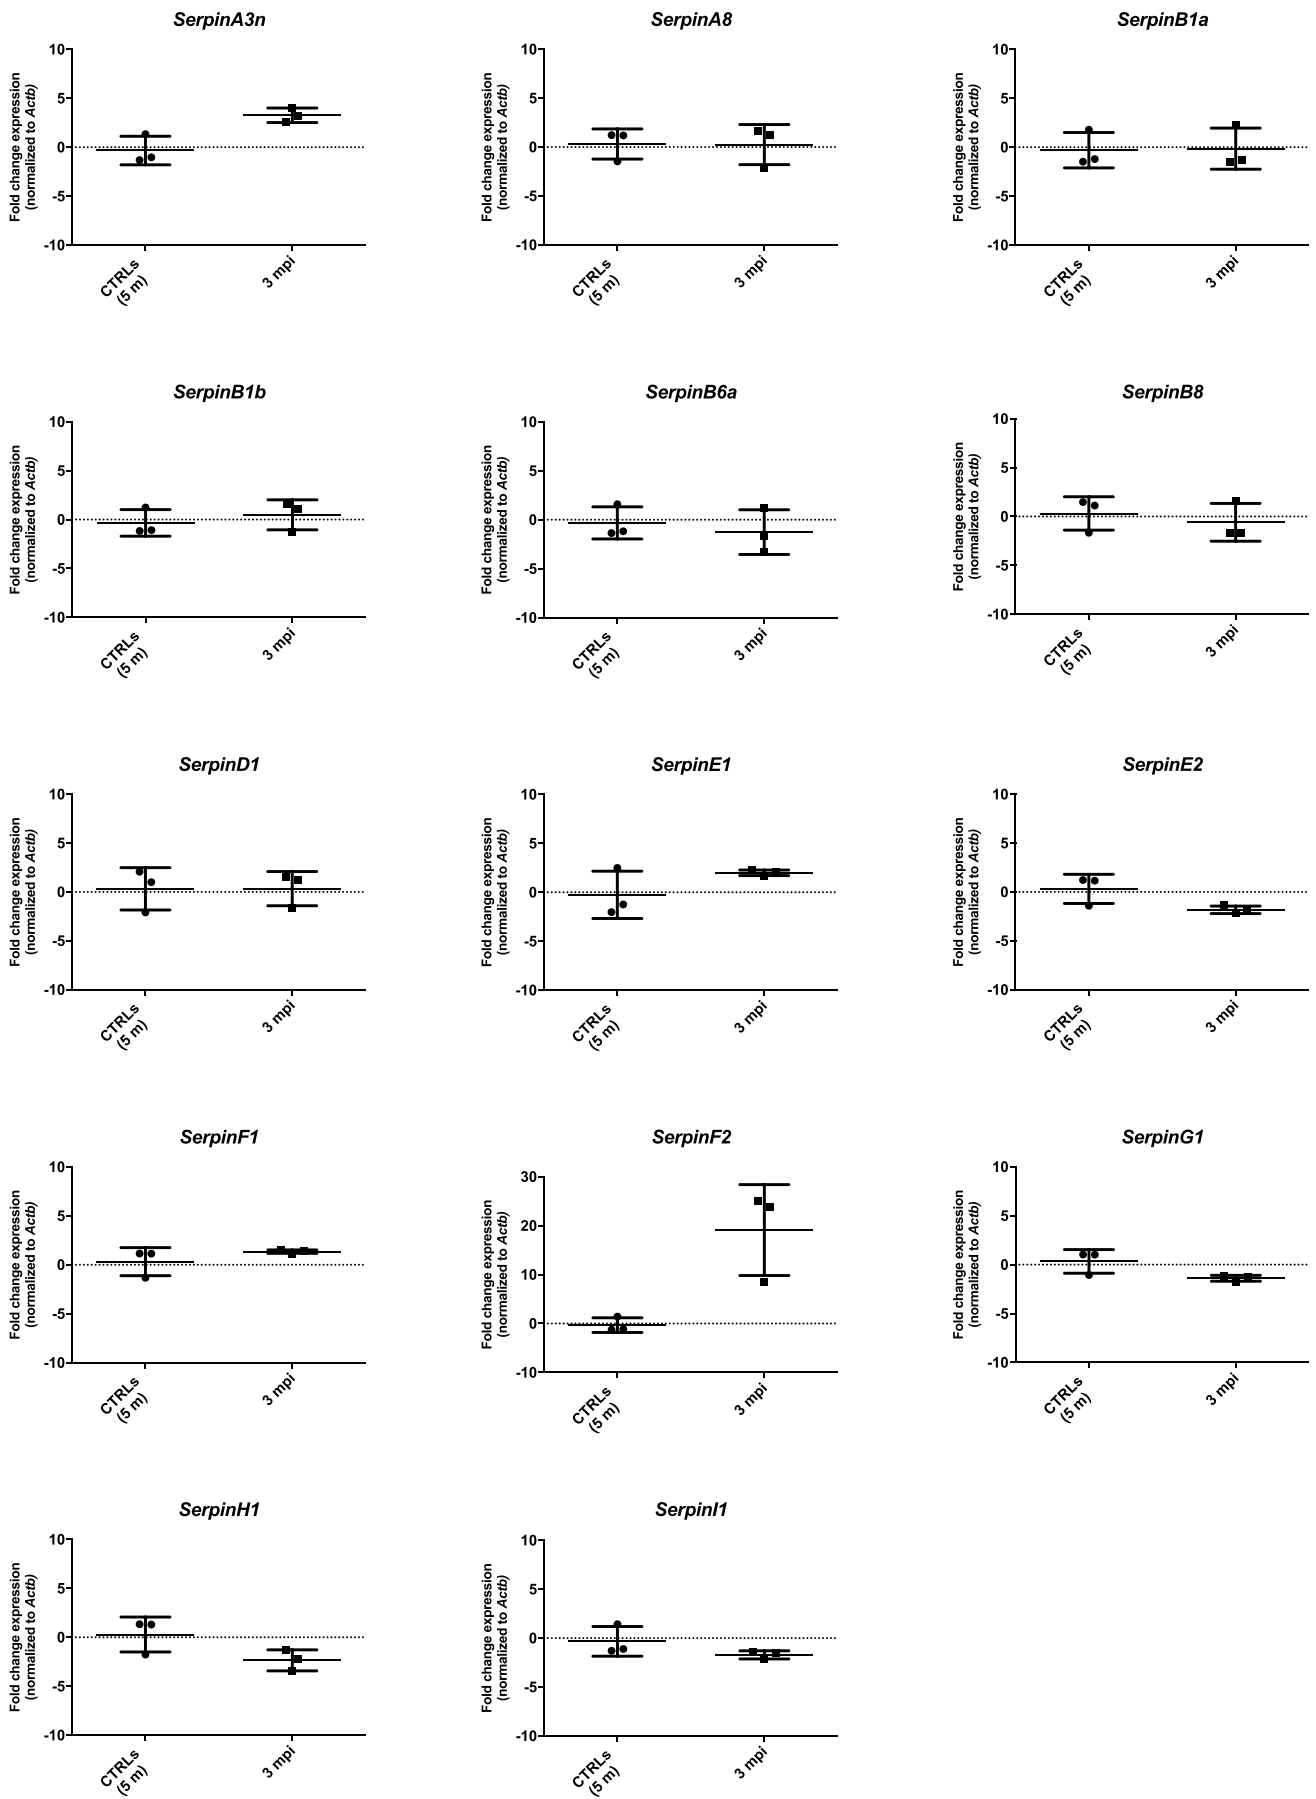 SerpinA3n
10
5
0
-5
-10
Fold change expression
(normalized to Actb)
CTRLs
(5 m)
3 mpi
SerpinA8
10
5
0
-5
-10
Fold change expression
(normalized to Actb)
CTRLs
(5 m)
3 mpi
SerpinB1a
10
5
0
-5
-10
Fold change expression
(normalized to Actb)
CTRLs
(5 m)
3 mpi
SerpinB1b
10
5
0
-5
-10
Fold change expression
(normalized to Actb)
CTRLs
(5 m)
3 mpi
SerpinB6a
10
5
0
-5
-10
Fold change expression
(normalized to Actb)
CTRLs
(5 m)
3 mpi
SerpinB8
10
5
0
-5
-10
Fold change expression
(normalized to Actb)
CTRLs
(5 m)
3 mpi
SerpinD1
10
5
0
-5
-10
Fold change expression
(normalized to Actb)
CTRLs
(5 m)
3 mpi
SerpinE1
10
5
0
-5
-10
Fold change expression
(normalized to Actb)
CTRLs
(5 m)
3 mpi
SerpinE2
10
5
0
-5
-10
Fold change expression
(normalized to Actb)
CTRLs
(5 m)
3 mpi
SerpinF1
10
5
0
-5
-10
Fold change expression
(normalized to Actb)
CTRLs
(5 m)
3 mpi
SerpinF2
30
20
10
0
-10
Fold change expression
(normalized to Actb)
CTRLs
(5 m)
3 mpi
SerpinG1
10
5
0
-5
-10
Fold change expression
(normalized to Actb)
CTRLs
(5 m)
3 mpi
SerpinH1
10
5
0
-5
-10
Fold change expression
(normalized to Actb)
CTRLs
(5 m)
3 mpi
SerpinI1
10
5
0
-5
-10
Fold change expression
(normalized to Actb)
CTRLs
(5 m)
3 mpi